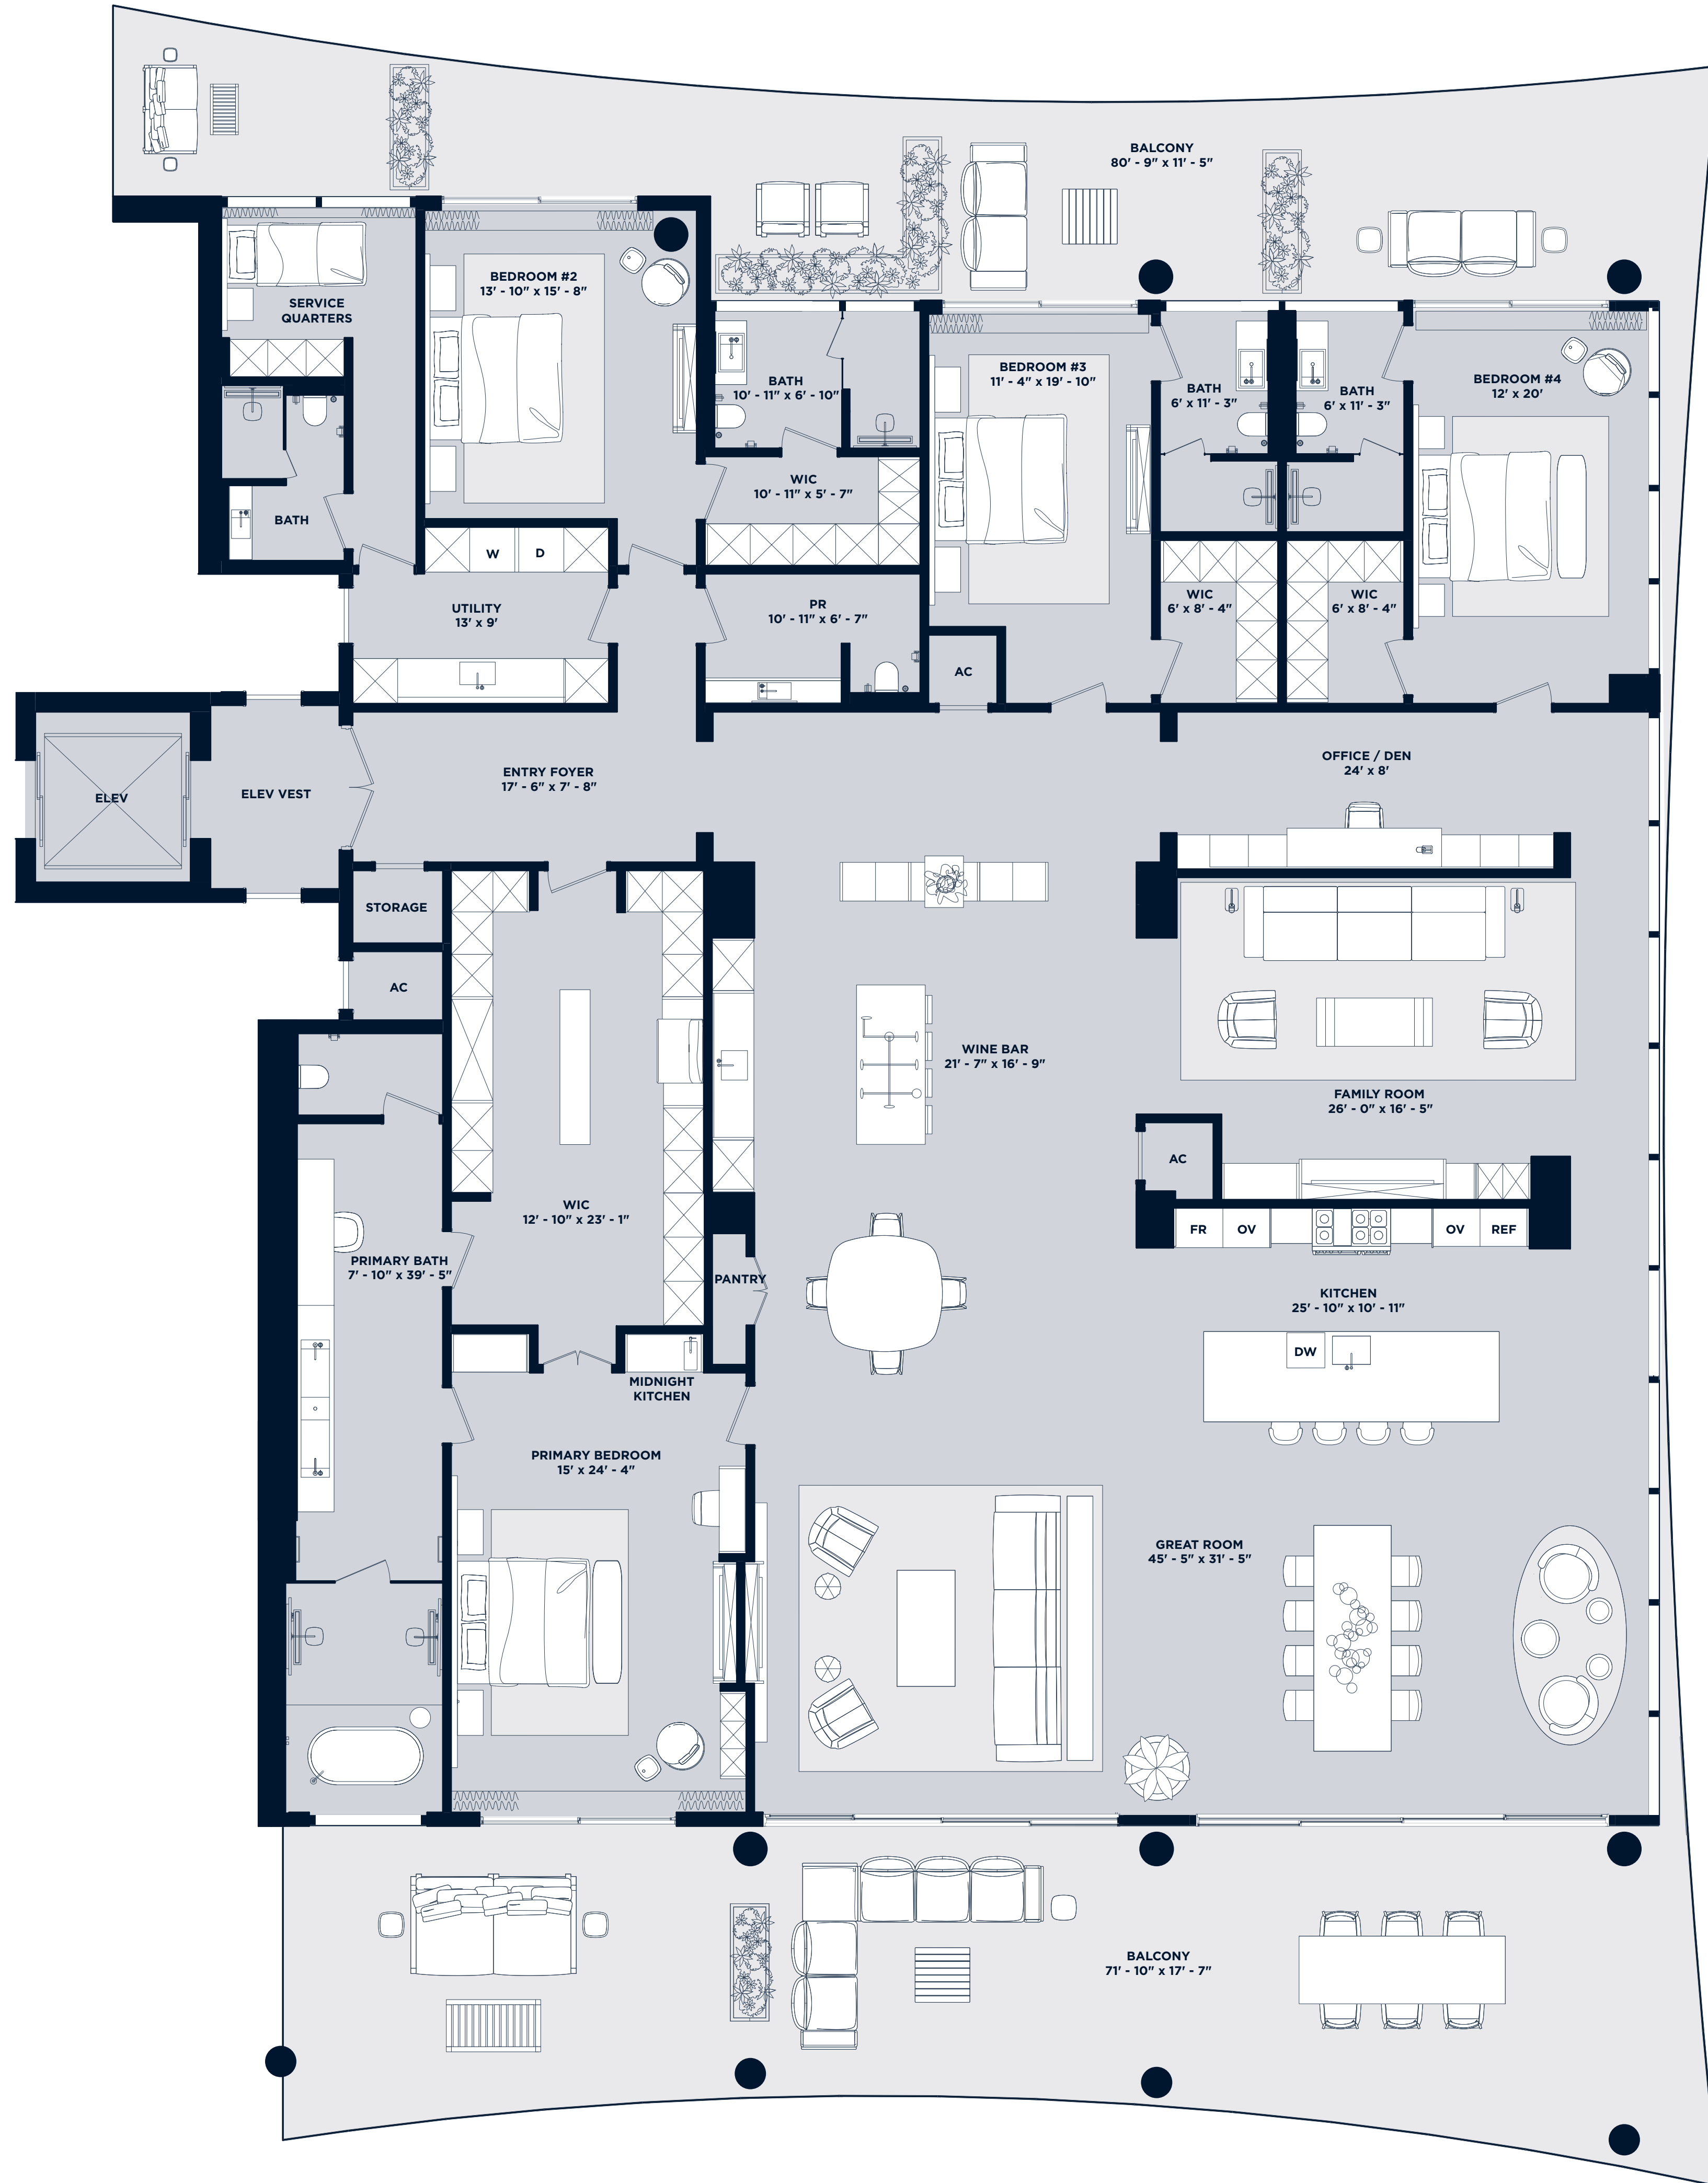 BALCONY
80' - 9" x 11' - 5"
BEDROOM #2
13' - 10" x 15' - 8"
SERVICE
QUARTERS
BEDROOM #3
11' - 4" x 19' - 10"
BATH
10' - 11" x 6' - 10"
BATH
6' x 11' - 3"
BATH
6' x 11' - 3"
BEDROOM #4
12' x 20'
WIC
10' - 11" x 5' - 7"
BATH
W
D
UTILITY
13' x 9'
PR
10' - 11" x 6' - 7"
WIC
6' x 8' - 4"
WIC
6' x 8' - 4"
AC
ELEV
ELEV VEST
ENTRY FOYER
17' - 6" x 7' - 8"
OFFICE / DEN
24' x 8'
STORAGE
AC
WINE BAR
21' - 7" x 16' - 9"
FAMILY ROOM
26' - 0" x 16' - 5"
AC
WIC
12' - 10" x 23' - 1"
FR
OV
OV
REF
PRIMARY BATH
7' - 10" x 39' - 5"
PANTRY
KITCHEN
25' - 10" x 10' - 11"
DW
MIDNIGHT
KITCHEN
PRIMARY BEDROOM
15' x 24' - 4"
GREAT ROOM
45' - 5" x 31' - 5"
BALCONY
71' - 10" x 17' - 7"